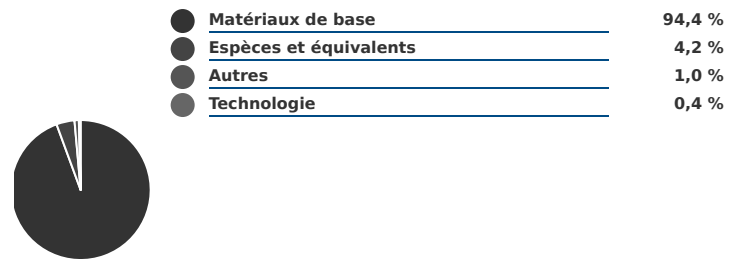 Matériaux de base 94,4 %
Espèces et équivalents 4,2 %
Autres 1,0 %
Technologie 0,4 %